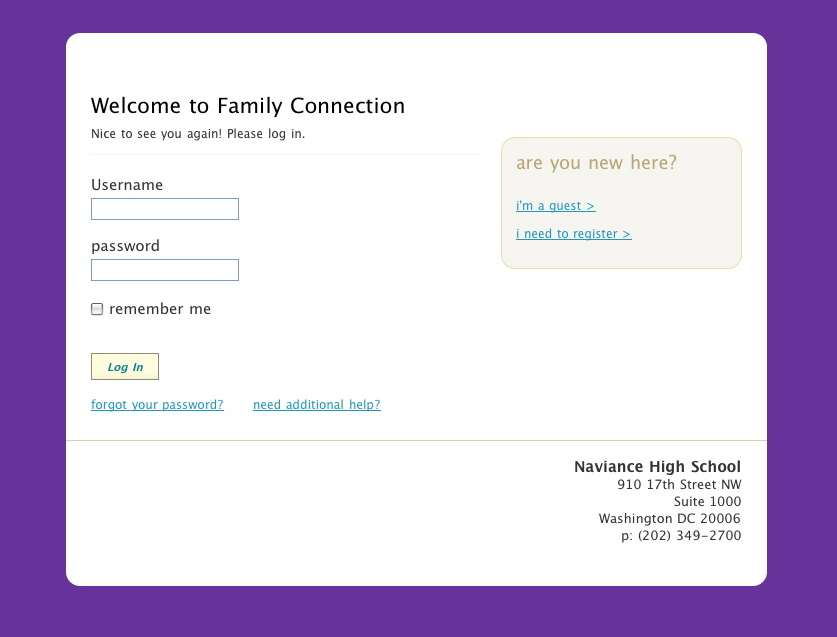 Welcome to Family Connection
Nice to see you again! Please log in.
Username
password
remember me
Log In
forgot your password? need additional help?
are you new here?
i'm a guest >
i need to register >
Naviance High School
910 17th Street NW
Suite 1000
Washington DC 20006
p: (202) 349-2700